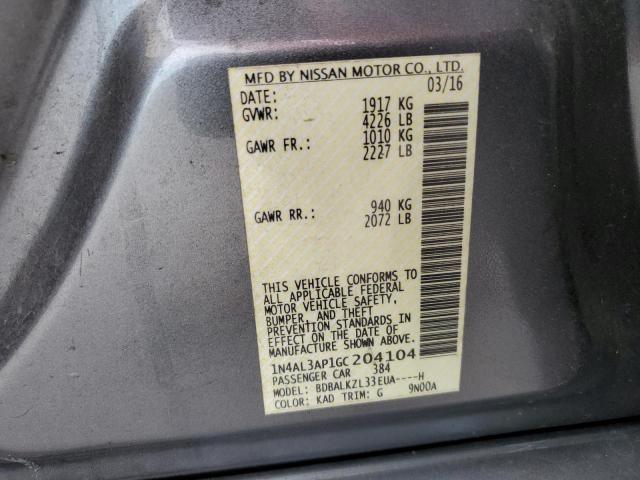 MFD BY NISSAN MOTOR CO., LTD.
DATE: 03/16
GVWR: 1917 KG
4226 LB
GAWR FR.: 1010 KG
2227 LB
GAWR RR.: 940 KG
2072 LB
THIS VEHICLE CONFORMS TO
ALL APPLICABLE FEDERAL
MOTOR VEHICLE SAFETY,
BUMPER, AND THEFT
PREVENTION STANDARDS IN
EFFECT ON THE DATE OF
MANUFACTURE SHOWN ABOVE.
1N4AL3AP1GC204104
PASSENGER CAR 384
MODEL: BDBALKZL33EUA----H
COLOR: KAD TRIM: G 9N00A